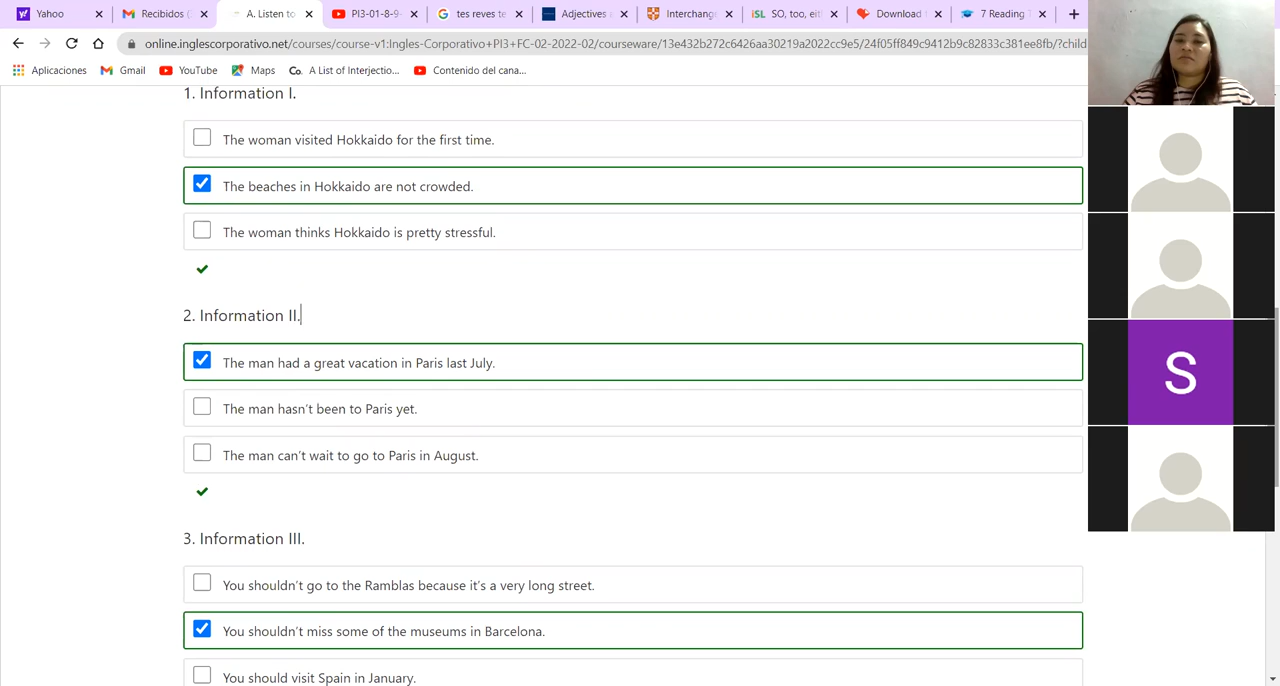 Yahoo
Recibidos (
A. Listen to
PI3-01-8-9-
tes reves te
Adjectives
Interchang
SO, too, eit
Download
7 Reading
online.inglescorporativo.net/courses/course-v1:Ingles-Corporativo+PI3+FC-02-2022-02/courseware/13e432b272c6426aa30219a2022cc9e5/24f05ff849c9412b9c82833c381ee8fb/?child
Aplicaciones
Gmail
YouTube
Maps
Co. A List of Interjectio...
Contenido del cana...
1. Information I.
The woman visited Hokkaido for the first time.
The beaches in Hokkaido are not crowded.
The woman thinks Hokkaido is pretty stressful.
2. Information II.
The man had a great vacation in Paris last July.
The man hasn't been to Paris yet.
The man can't wait to go to Paris in August.
3. Information III.
You shouldn't go to the Ramblas because it's a very long street.
You shouldn't miss some of the museums in Barcelona.
You should visit Spain in January.
S